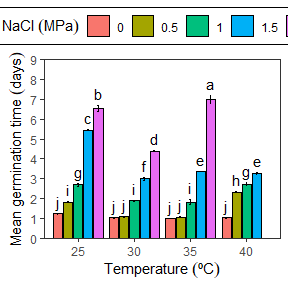 NaCl (MPa) 0 0.5 1 1.5
Mean germination time (days)
9
8
7
6
5
4
3
2
1
0
j i g c b
j j i f d
j j i e a
j h g e
25 30 35 40
Temperature (ºC)